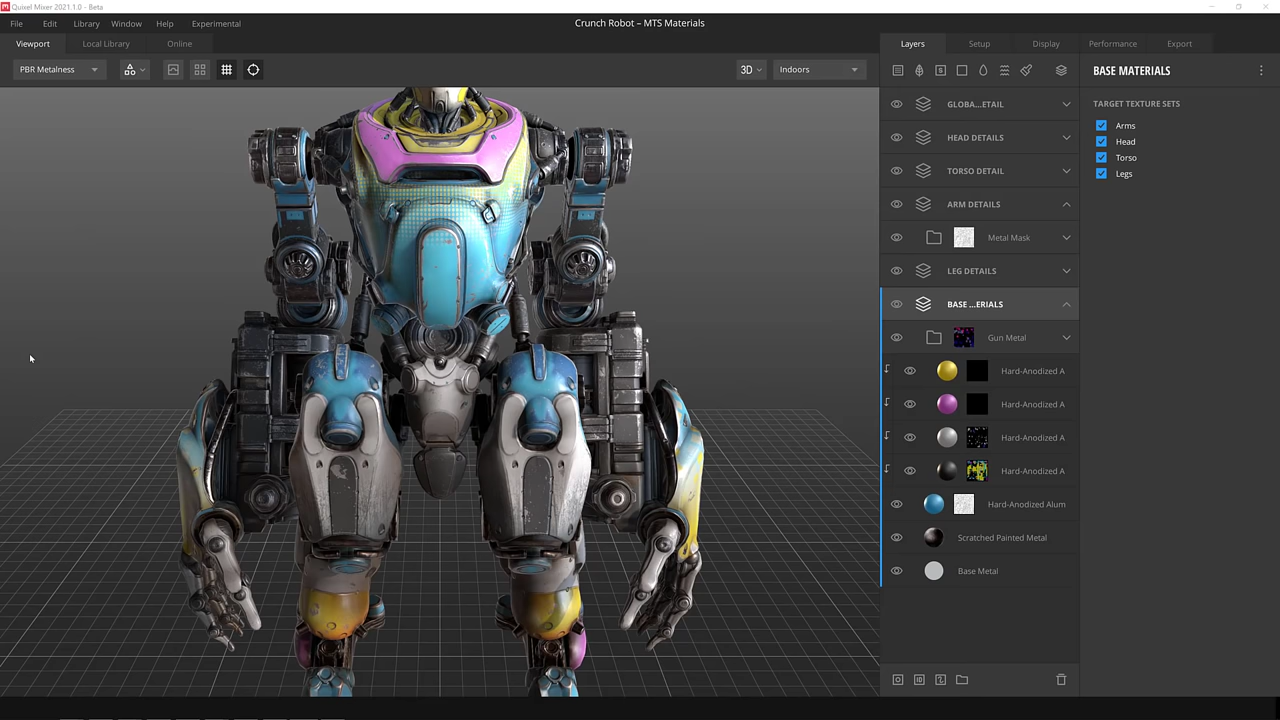 Quixel Mixer 2021.1.0 - Beta
File Edit Library Window Help Experimental
Crunch Robot – MTS Materials
Viewport Local Library Online
Layers Setup Display Performance Export
PBR Metalness
3D
Indoors
BASE MATERIALS
TARGET TEXTURE SETS
Arms
Head
Torso
Legs
GLOBA...ETAIL
HEAD DETAILS
TORSO DETAIL
ARM DETAILS
Metal Mask
LEG DETAILS
BASE ...ERIALS
Gun Metal
Hard-Anodized A
Hard-Anodized A
Hard-Anodized A
Hard-Anodized A
Hard-Anodized Alum
Scratched Painted Metal
Base Metal